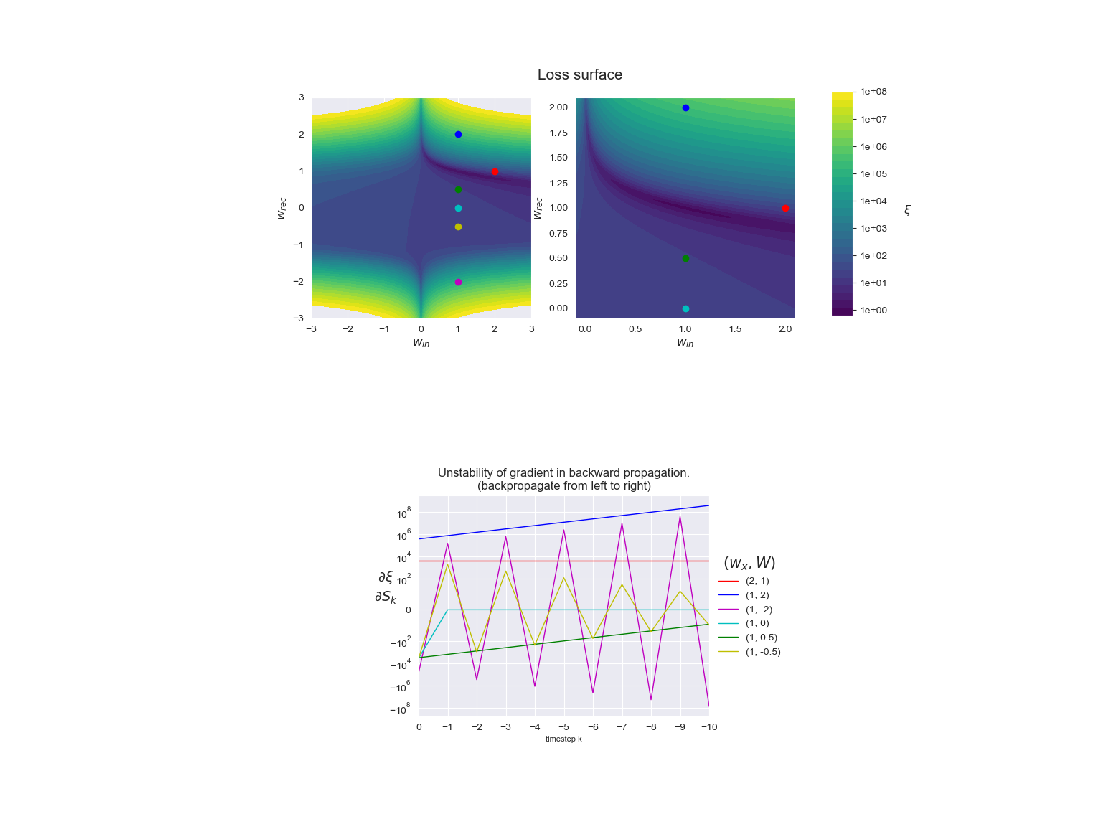 Loss surface
3
2
1
0
−1
−2
−3
w_rec
−3
−2
−1
0
1
2
3
w_in
2.00
1.75
1.50
1.25
1.00
0.75
0.50
0.25
0.00
w_rec
0.0
0.5
1.0
1.5
2.0
w_in
1e+08
1e+07
1e+06
1e+05
1e+04
1e+03
1e+02
1e+01
1e+00
ξ
Unstability of gradient in backward propagation.
(backpropagate from left to right)
10^8
10^6
10^4
10^2
0
−10^2
−10^4
−10^6
−10^8
∂ξ
∂S_k
0
−1
−2
−3
−4
−5
−6
−7
−8
−9
−10
timestep k
(w_x, W)
(2, 1)
(1, 2)
(1, -2)
(1, 0)
(1, 0.5)
(1, -0.5)